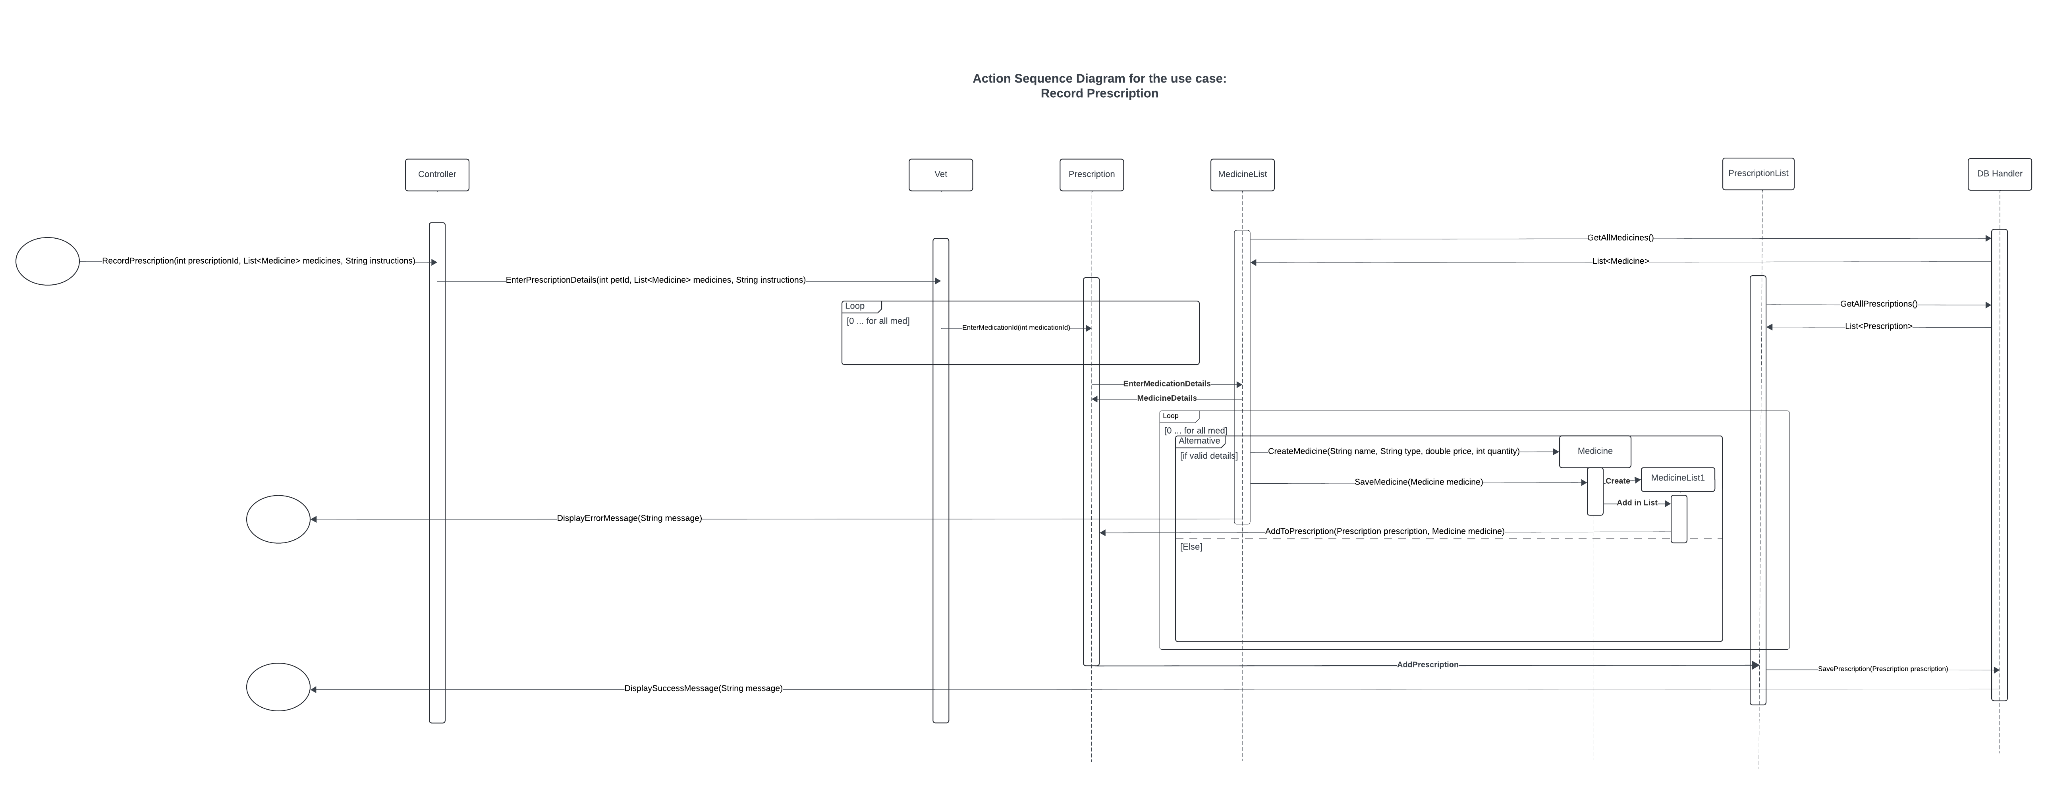 Action Sequence Diagram for the use case:
Record Prescription
Controller
Vet
Prescription
MedicineList
PrescriptionList
DB Handler
GetAllMedicines()
RecordPrescription(int prescriptionId, List<Medicine> medicines, String instructions)
List<Medicine>
EnterPrescriptionDetails(int petId, List<Medicine> medicines, String instructions)
Loop
[0 ... for all med]
GetAllPrescriptions()
EnterMedicationId(int medicationId)
List<Prescription>
EnterMedicationDetails
MedicineDetails
Loop
[0 ... for all med]
Alternative
[if valid details]
CreateMedicine(String name, String type, double price, int quantity)
Medicine
SaveMedicine(Medicine medicine)
Create
MedicineList1
Add in List
DisplayErrorMessage(String message)
AddToPrescription(Prescription prescription, Medicine medicine)
[Else]
AddPrescription
SavePrescription(Prescription prescription)
DisplaySuccessMessage(String message)